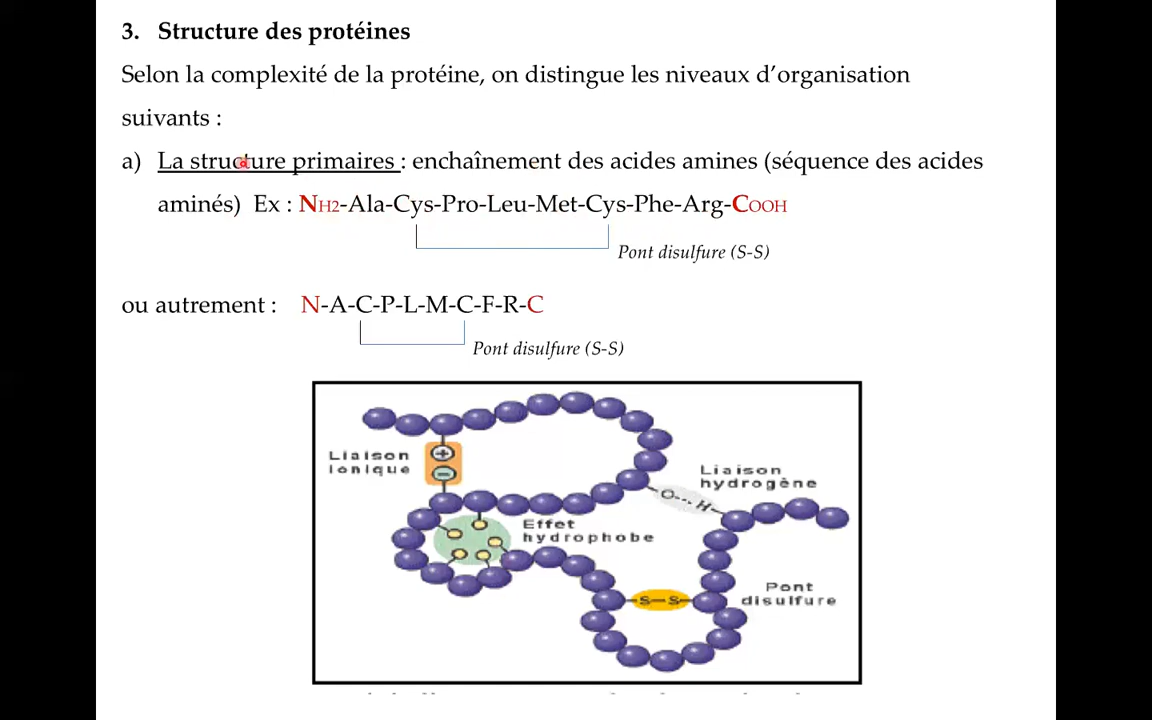 3. Structure des protéines
Selon la complexité de la protéine, on distingue les niveaux d’organisation
suivants :
a) La structure primaires : enchaînement des acides amines (séquence des acides
aminés) Ex : NH2-Ala-Cys-Pro-Leu-Met-Cys-Phe-Arg-COOH
Pont disulfure (S-S)
ou autrement : N-A-C-P-L-M-C-F-R-C
Pont disulfure (S-S)
Liaison
ionique
+
−
Liaison
hydrogène
O---H
Effet
hydrophobe
S—S
Pont
disulfure